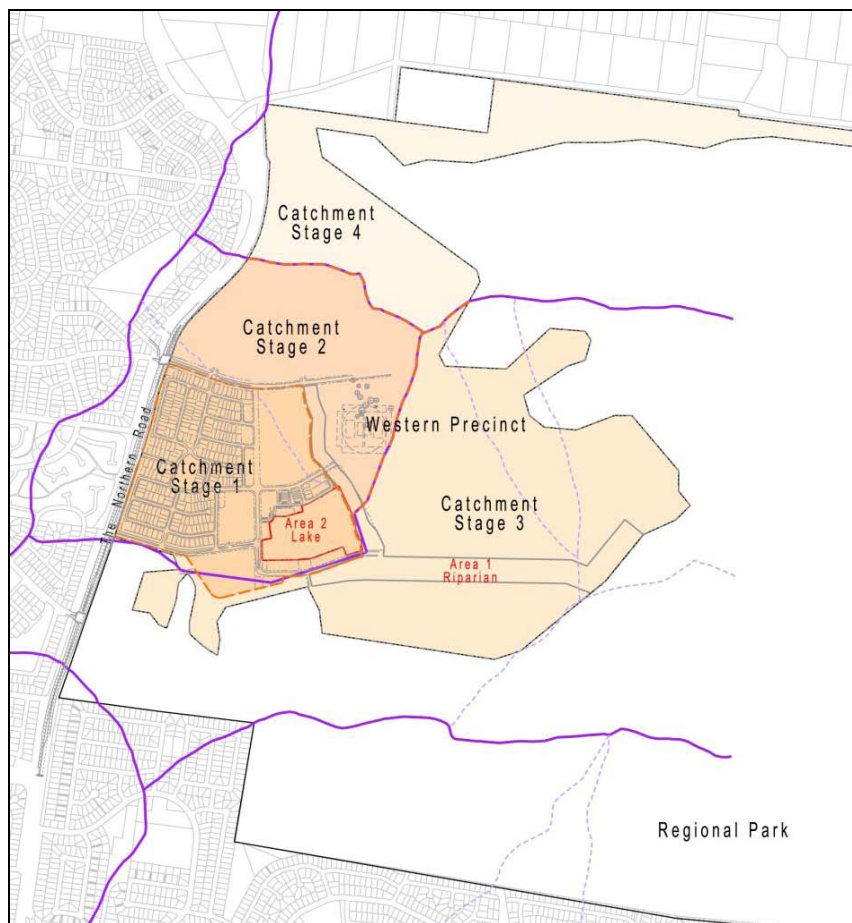 Catchment
Stage 4
Catchment
Stage 2
The Northern Road
Western Precinct
Catchment
Stage 1
Catchment
Stage 3
Area 2
Lake
Area 1
Riparian
Regional Park